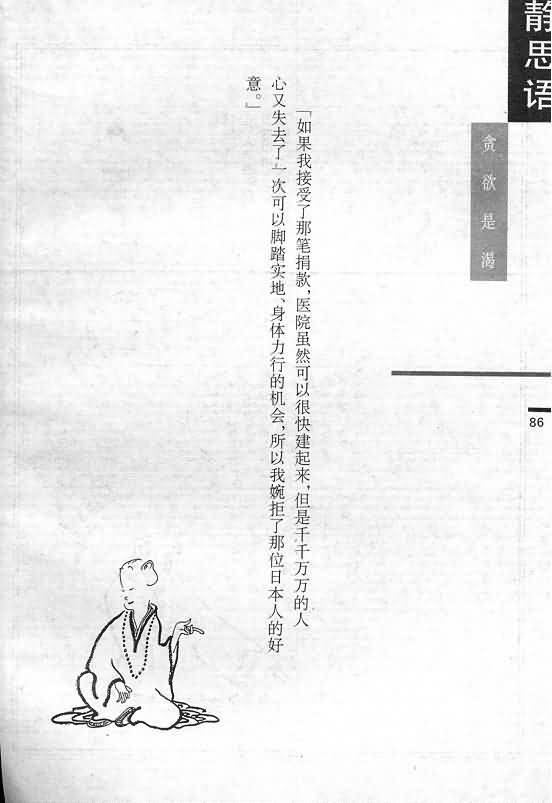 静思语
贪欲是渴
86
「如果我接受了那笔捐款，医院虽然可以很快建起来，但是千千万万的人
心又失去了一次可以脚踏实地、身体力行的机会，所以我婉拒了那位日本人的好
意。」